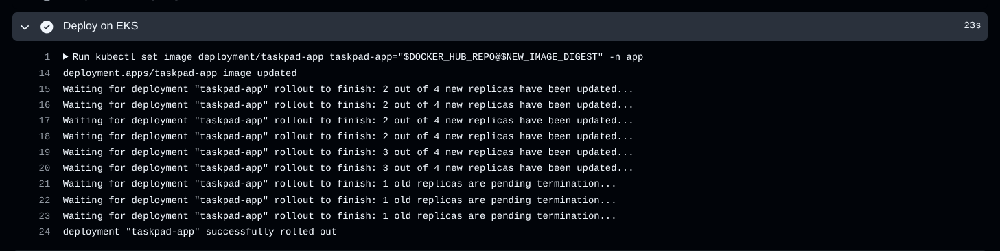 Deploy on EKS 23s
1 Run kubectl set image deployment/taskpad-app taskpad-app="$DOCKER_HUB_REPO@$NEW_IMAGE_DIGEST" -n app
14 deployment.apps/taskpad-app image updated
15 Waiting for deployment "taskpad-app" rollout to finish: 2 out of 4 new replicas have been updated...
16 Waiting for deployment "taskpad-app" rollout to finish: 2 out of 4 new replicas have been updated...
17 Waiting for deployment "taskpad-app" rollout to finish: 2 out of 4 new replicas have been updated...
18 Waiting for deployment "taskpad-app" rollout to finish: 2 out of 4 new replicas have been updated...
19 Waiting for deployment "taskpad-app" rollout to finish: 3 out of 4 new replicas have been updated...
20 Waiting for deployment "taskpad-app" rollout to finish: 3 out of 4 new replicas have been updated...
21 Waiting for deployment "taskpad-app" rollout to finish: 1 old replicas are pending termination...
22 Waiting for deployment "taskpad-app" rollout to finish: 1 old replicas are pending termination...
23 Waiting for deployment "taskpad-app" rollout to finish: 1 old replicas are pending termination...
24 deployment "taskpad-app" successfully rolled out